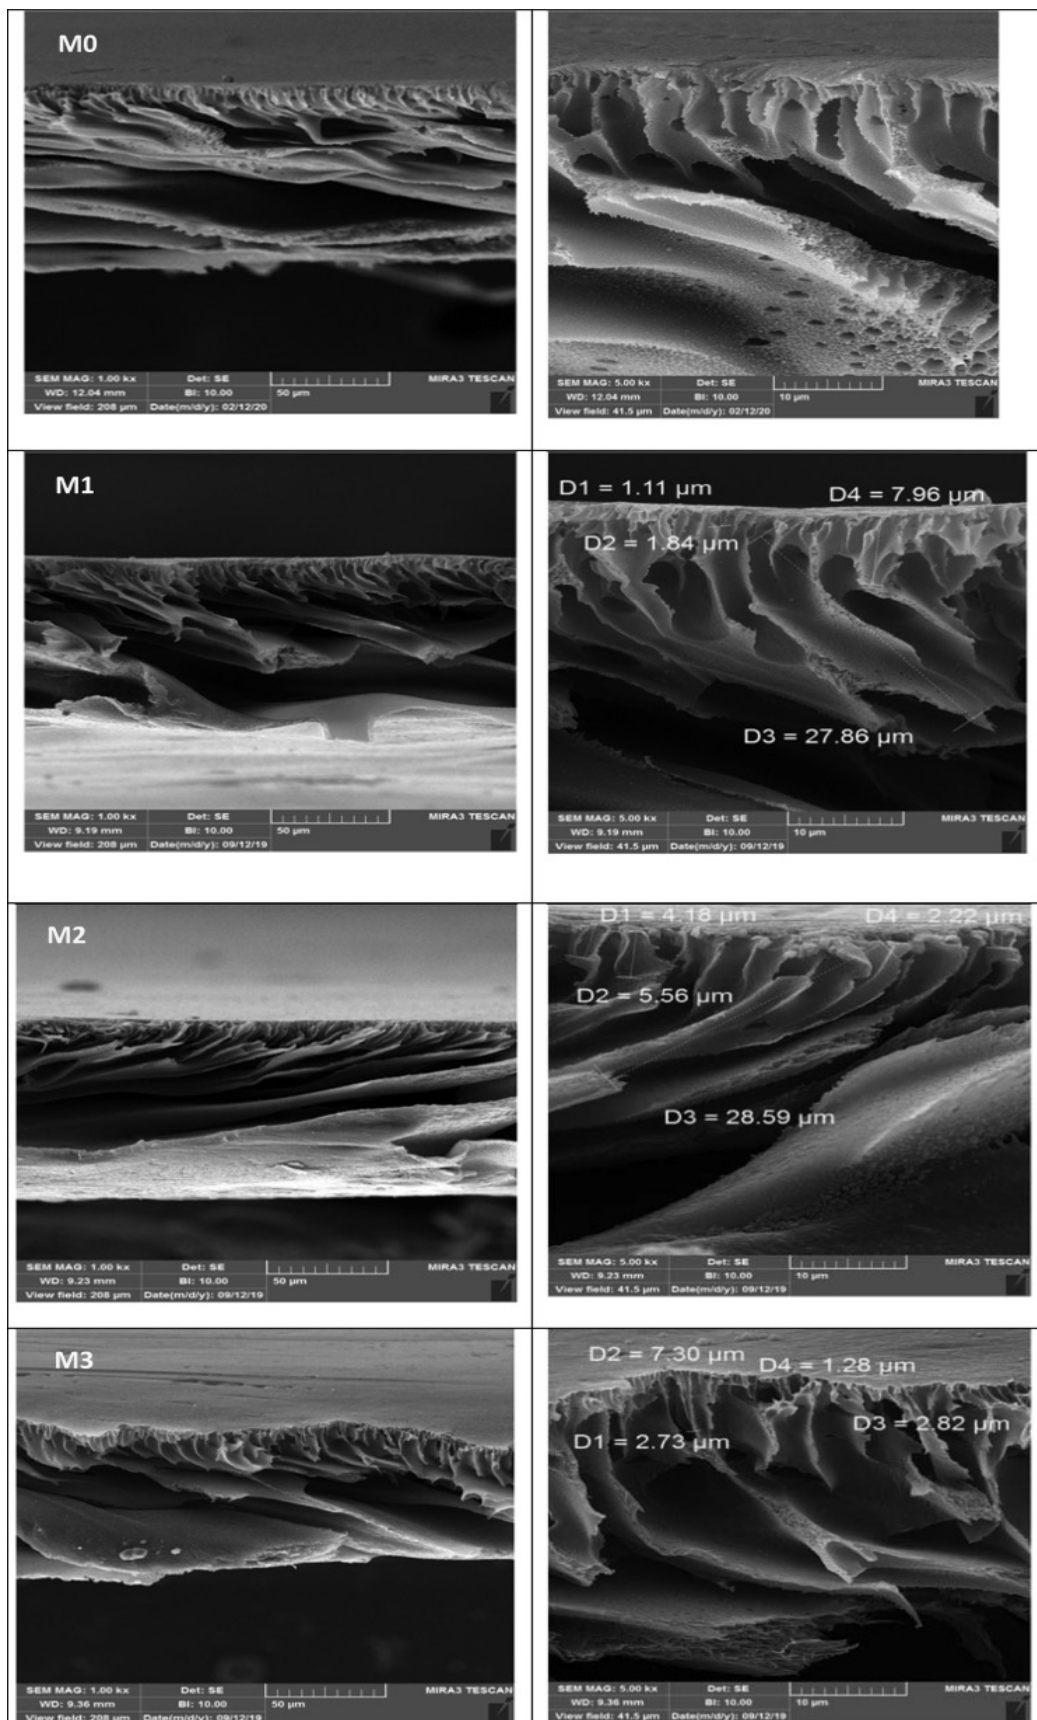 M0
SEM MAG: 1.00 kx Det: SE MIRA3 TESCAN
WD: 12.04 mm BI: 10.00 50 µm
View field: 208 µm Date(m/d/y): 02/12/20
SEM MAG: 5.00 kx Det: SE MIRA3 TESCAN
WD: 12.04 mm BI: 10.00 10 µm
View field: 41.5 µm Date(m/d/y): 02/12/20
M1
SEM MAG: 1.00 kx Det: SE MIRA3 TESCAN
WD: 9.19 mm BI: 10.00 50 µm
View field: 208 µm Date(m/d/y): 09/12/19
D1 = 1.11 µm
D4 = 7.96 µm
D2 = 1.84 µm
D3 = 27.86 µm
SEM MAG: 5.00 kx Det: SE MIRA3 TESCAN
WD: 9.19 mm BI: 10.00 10 µm
View field: 41.5 µm Date(m/d/y): 09/12/19
M2
SEM MAG: 1.00 kx Det: SE MIRA3 TESCAN
WD: 9.23 mm BI: 10.00 50 µm
View field: 208 µm Date(m/d/y): 09/12/19
D1 = 4.18 µm D4 = 2.22 µm
D2 = 5.56 µm
D3 = 28.59 µm
SEM MAG: 5.00 kx Det: SE MIRA3 TESCAN
WD: 9.23 mm BI: 10.00 10 µm
View field: 41.5 µm Date(m/d/y): 09/12/19
M3
SEM MAG: 1.00 kx Det: SE MIRA3 TESCAN
WD: 9.36 mm BI: 10.00 50 µm
View field: 208 µm Date(m/d/y): 09/12/19
D2 = 7.30 µm
D4 = 1.28 µm
D3 = 2.82 µm
D1 = 2.73 µm
SEM MAG: 5.00 kx Det: SE MIRA3 TESCAN
WD: 9.36 mm BI: 10.00 10 µm
View field: 41.5 µm Date(m/d/y): 09/12/19